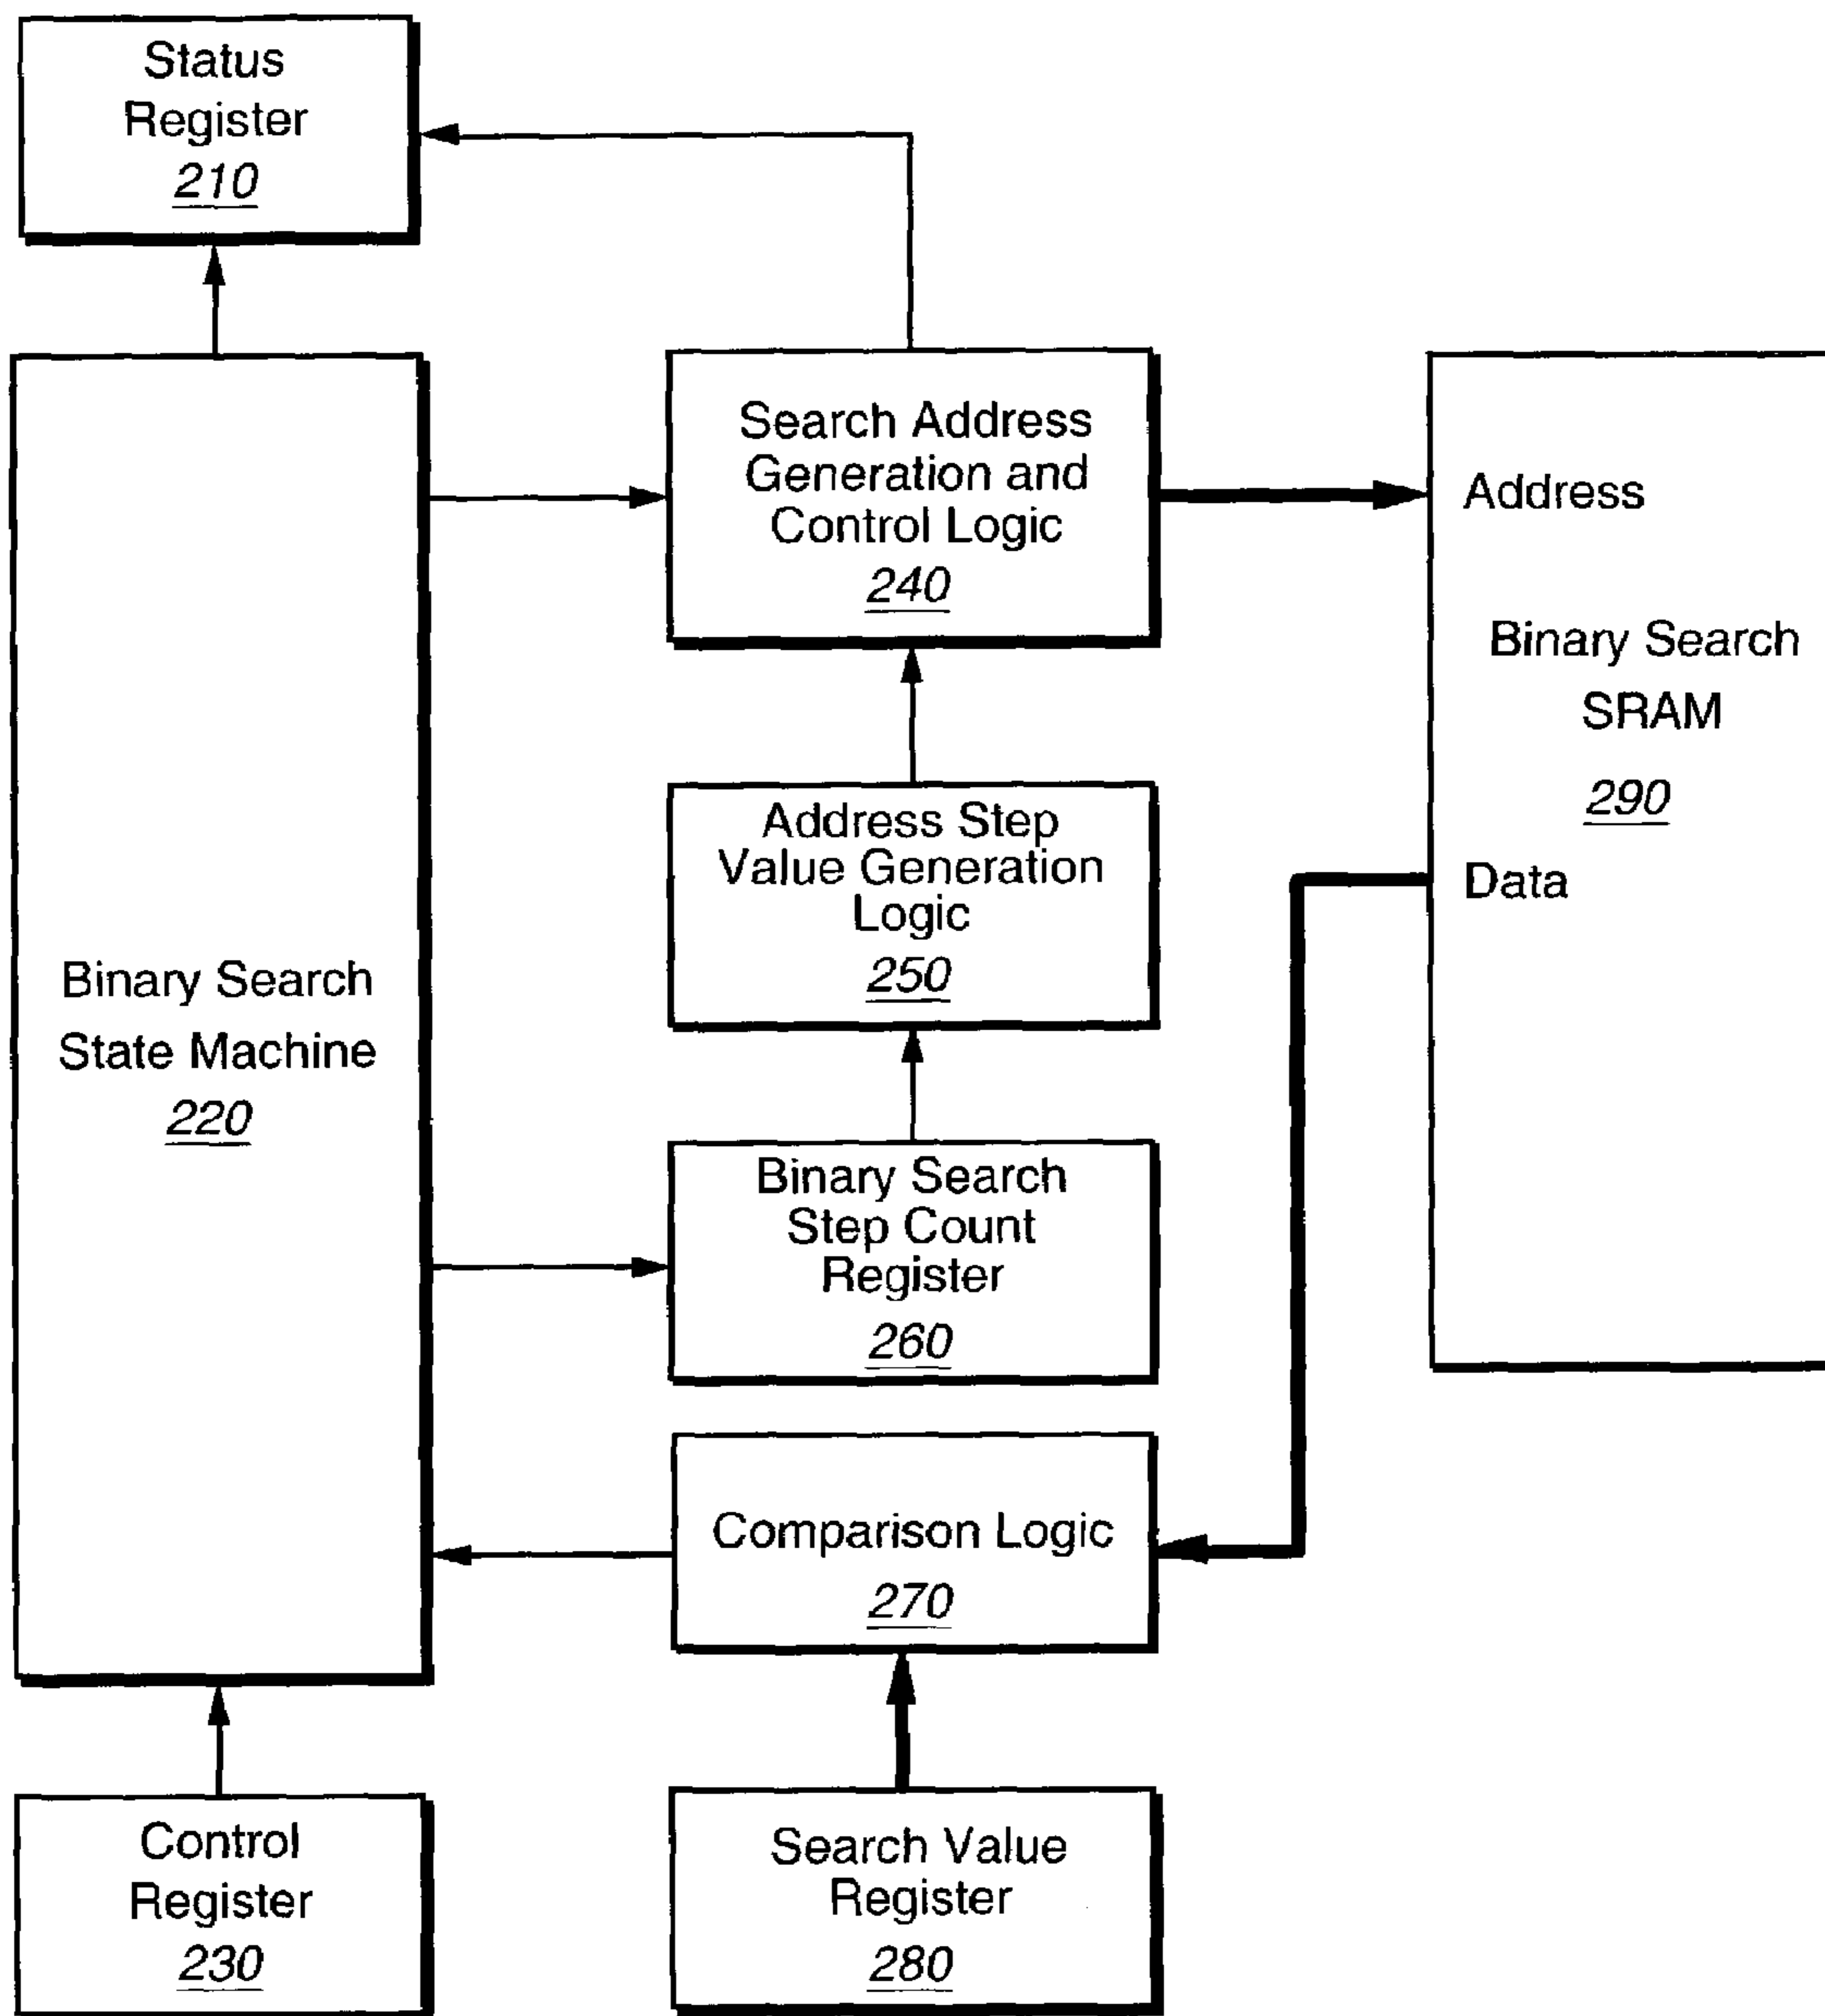 Status
Register
210
Search Address
Generation and
Control Logic
240
Address
Binary Search
SRAM
290
Data
Address Step
Value Generation
Logic
250
Binary Search
State Machine
220
Binary Search
Step Count
Register
260
Comparison Logic
270
Control
Register
230
Search Value
Register
280